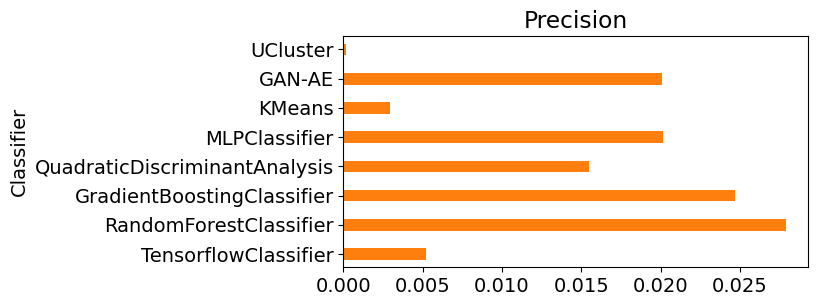 Precision
Classifier
UCluster
GAN-AE
KMeans
MLPClassifier
QuadraticDiscriminantAnalysis
GradientBoostingClassifier
RandomForestClassifier
TensorflowClassifier
0.000 0.005 0.010 0.015 0.020 0.025